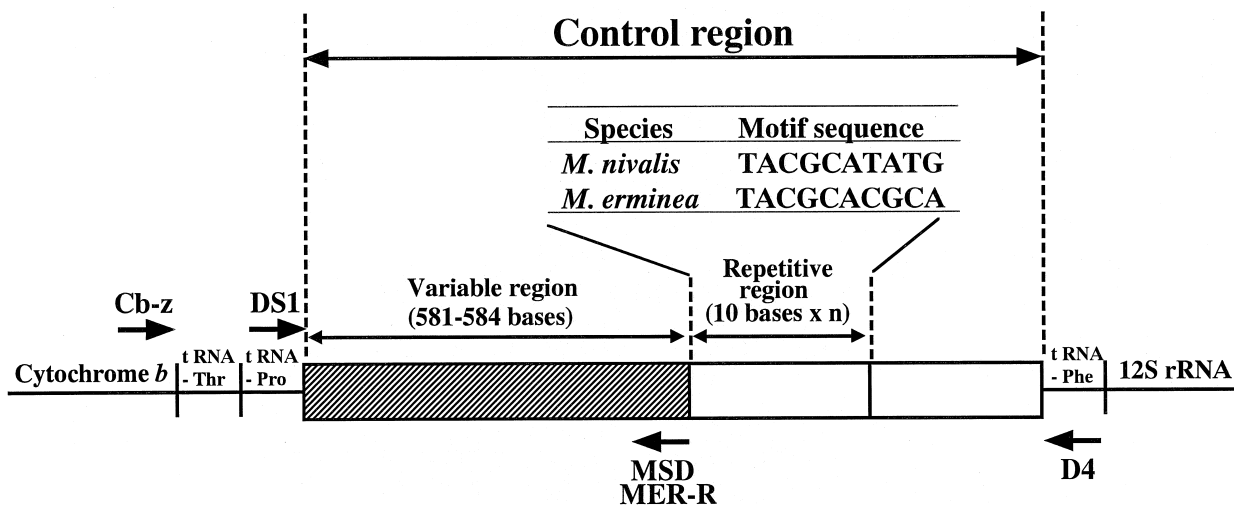 Control region
Species Motif sequence
M. nivalis TACGCATATG
M. erminea TACGCACGCA
Repetitive
region
(10 bases x n)
Variable region
(581-584 bases)
Cb-z
DS1
t RNA
- Thr
t RNA
- Pro
t RNA
- Phe
Cytochrome b
12S rRNA
MSD
MER-R
D4